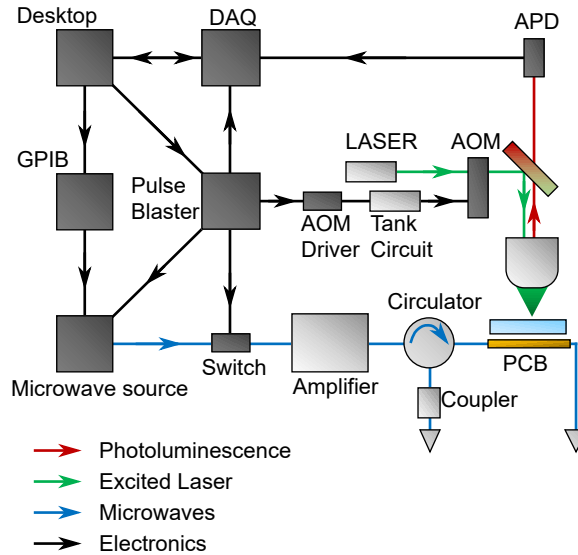 Desktop
DAQ
APD
GPIB
Pulse
Blaster
LASER
AOM
AOM
Driver
Tank
Circuit
Circulator
Microwave source
Switch
Amplifier
PCB
Coupler
Photoluminescence
Excited Laser
Microwaves
Electronics